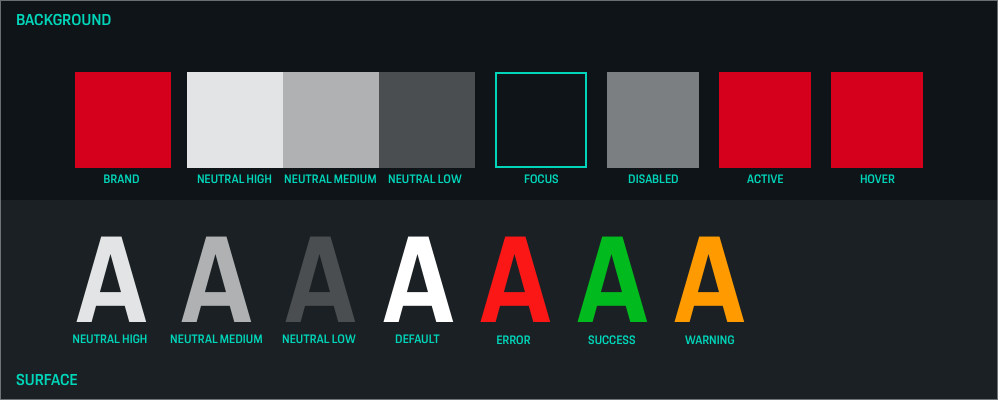 BACKGROUND
BRAND
NEUTRAL HIGH
NEUTRAL MEDIUM
NEUTRAL LOW
FOCUS
DISABLED
ACTIVE
HOVER
A A A A A A A
NEUTRAL HIGH
NEUTRAL MEDIUM
NEUTRAL LOW
DEFAULT
ERROR
SUCCESS
WARNING
SURFACE